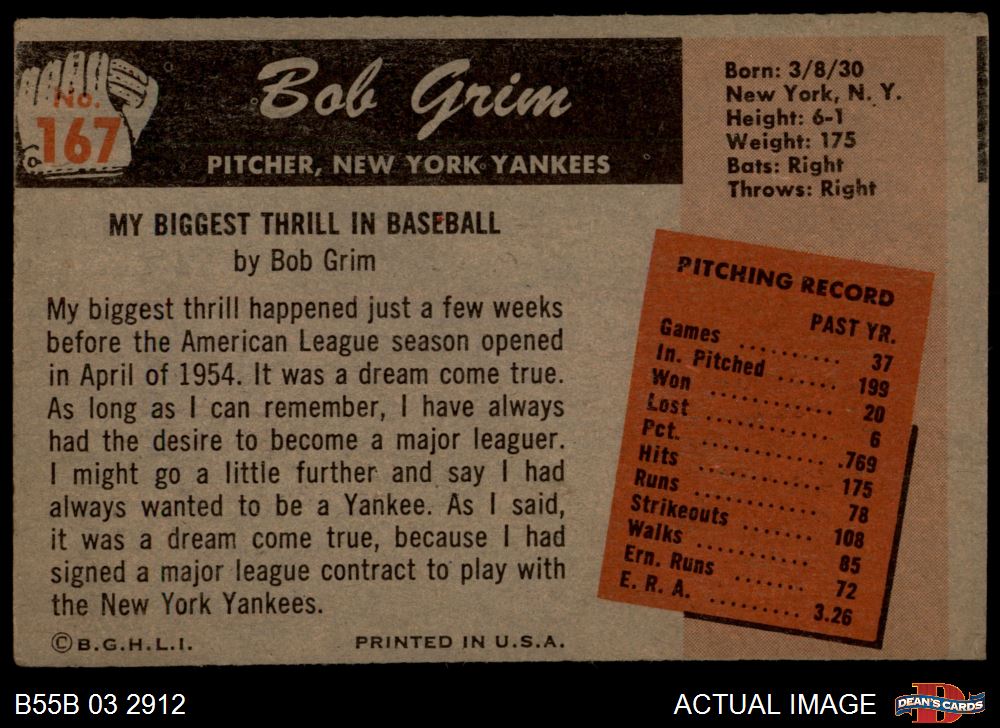 No.
167
Bob Grim
PITCHER, NEW YORK YANKEES
Born: 3/8/30
New York, N. Y.
Height: 6-1
Weight: 175
Bats: Right
Throws: Right
MY BIGGEST THRILL IN BASEBALL
by Bob Grim
My biggest thrill happened just a few weeks
before the American League season opened
in April of 1954. It was a dream come true.
As long as I can remember, I have always
had the desire to become a major leaguer.
I might go a little further and say I had
always wanted to be a Yankee. As I said,
it was a dream come true, because I had
signed a major league contract to play with
the New York Yankees.
PITCHING RECORD
PAST YR.
Games .......... 37
In. Pitched ...... 199
Won ............ 20
Lost ............ 6
Pct. ............ .769
Hits ............ 175
Runs .......... 78
Strikeouts ....... 108
Walks .......... 85
Ern. Runs ....... 72
E. R. A. ......... 3.26
©B.G.H.L.I.
PRINTED IN U.S.A.
B55B 03 2912
ACTUAL IMAGE
D
DEAN'S CARDS